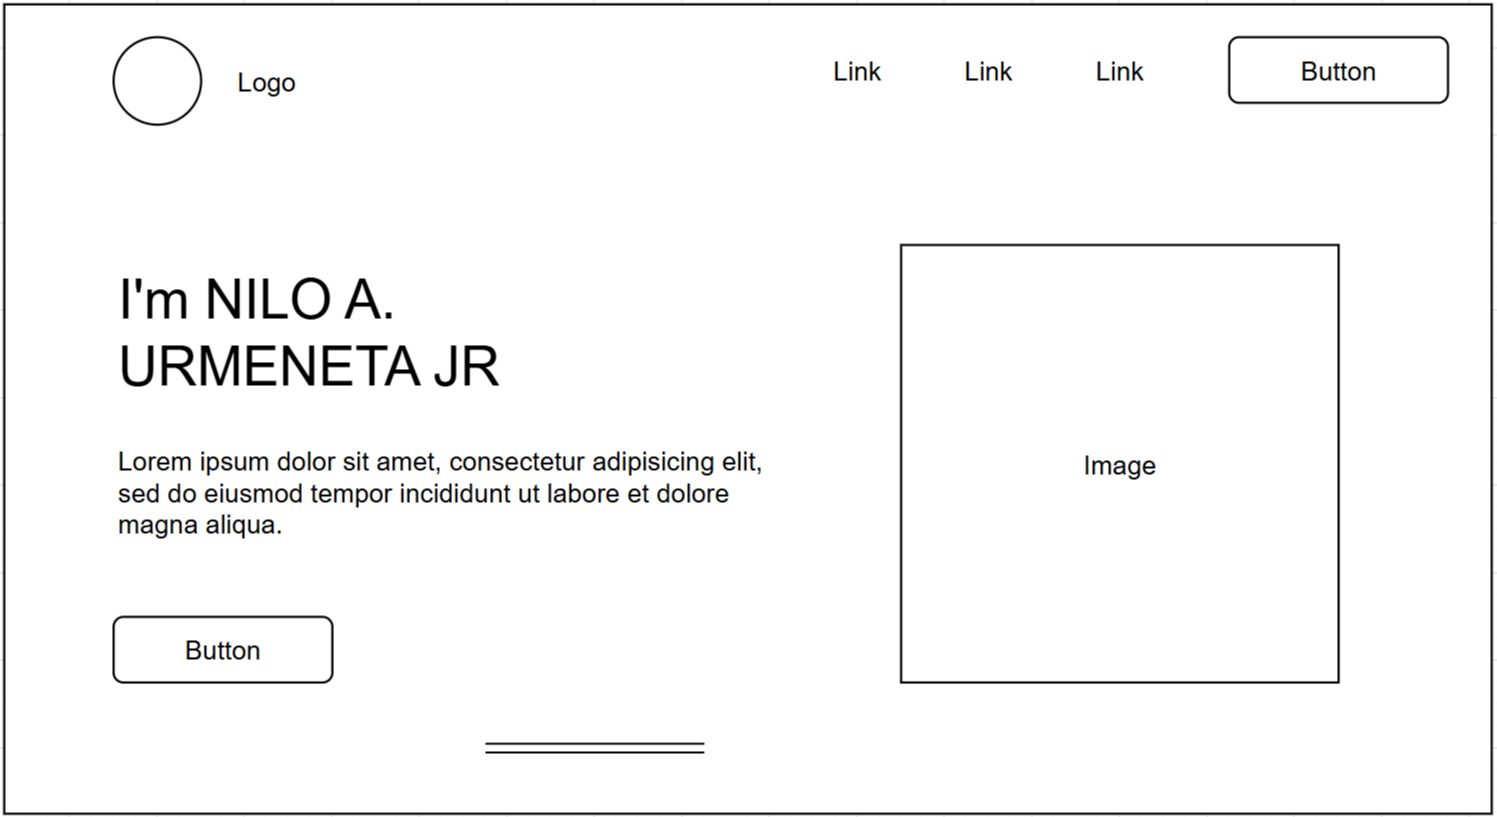 Logo
Link
Link
Link
Button
I'm NILO A.
URMENETA JR
Lorem ipsum dolor sit amet, consectetur adipisicing elit,
sed do eiusmod tempor incididunt ut labore et dolore
magna aliqua.
Image
Button